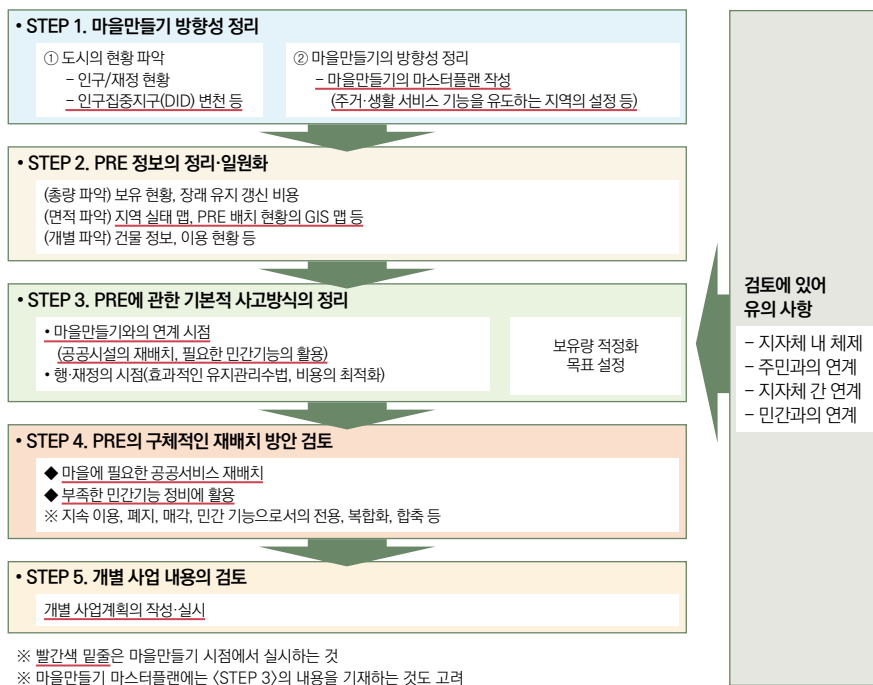 • STEP 1. 마을만들기 방향성 정리
① 도시의 현황 파악
– 인구/재정 현황
– 인구집중지구(DID) 변천 등
② 마을만들기의 방향성 정리
– 마을만들기의 마스터플랜 작성
(주거·생활 서비스 기능을 유도하는 지역의 설정 등)
• STEP 2. PRE 정보의 정리·일원화
(총량 파악) 보유 현황, 장래 유지 갱신 비용
(면적 파악) 지역 실태 맵, PRE 배치 현황의 GIS 맵 등
(개별 파악) 건물 정보, 이용 현황 등
• STEP 3. PRE에 관한 기본적 사고방식의 정리
• 마을만들기와의 연계 시점
(공공시설의 재배치, 필요한 민간기능의 활용)
• 행·재정의 시점(효과적인 유지관리수법, 비용의 최적화)
보유량 적정화
목표 설정
• STEP 4. PRE의 구체적인 재배치 방안 검토
◆ 마을에 필요한 공공서비스 재배치
◆ 부족한 민간기능 정비에 활용
※ 지속 이용, 폐지, 매각, 민간 기능으로서의 전용, 복합화, 합축 등
• STEP 5. 개별 사업 내용의 검토
개별 사업계획의 작성·실시
검토에 있어
유의 사항
– 지자체 내 체제
– 주민과의 연계
– 지자체 간 연계
– 민간과의 연계
※ 빨간색 밑줄은 마을만들기 시점에서 실시하는 것
※ 마을만들기 마스터플랜에는 〈STEP 3〉의 내용을 기재하는 것도 고려